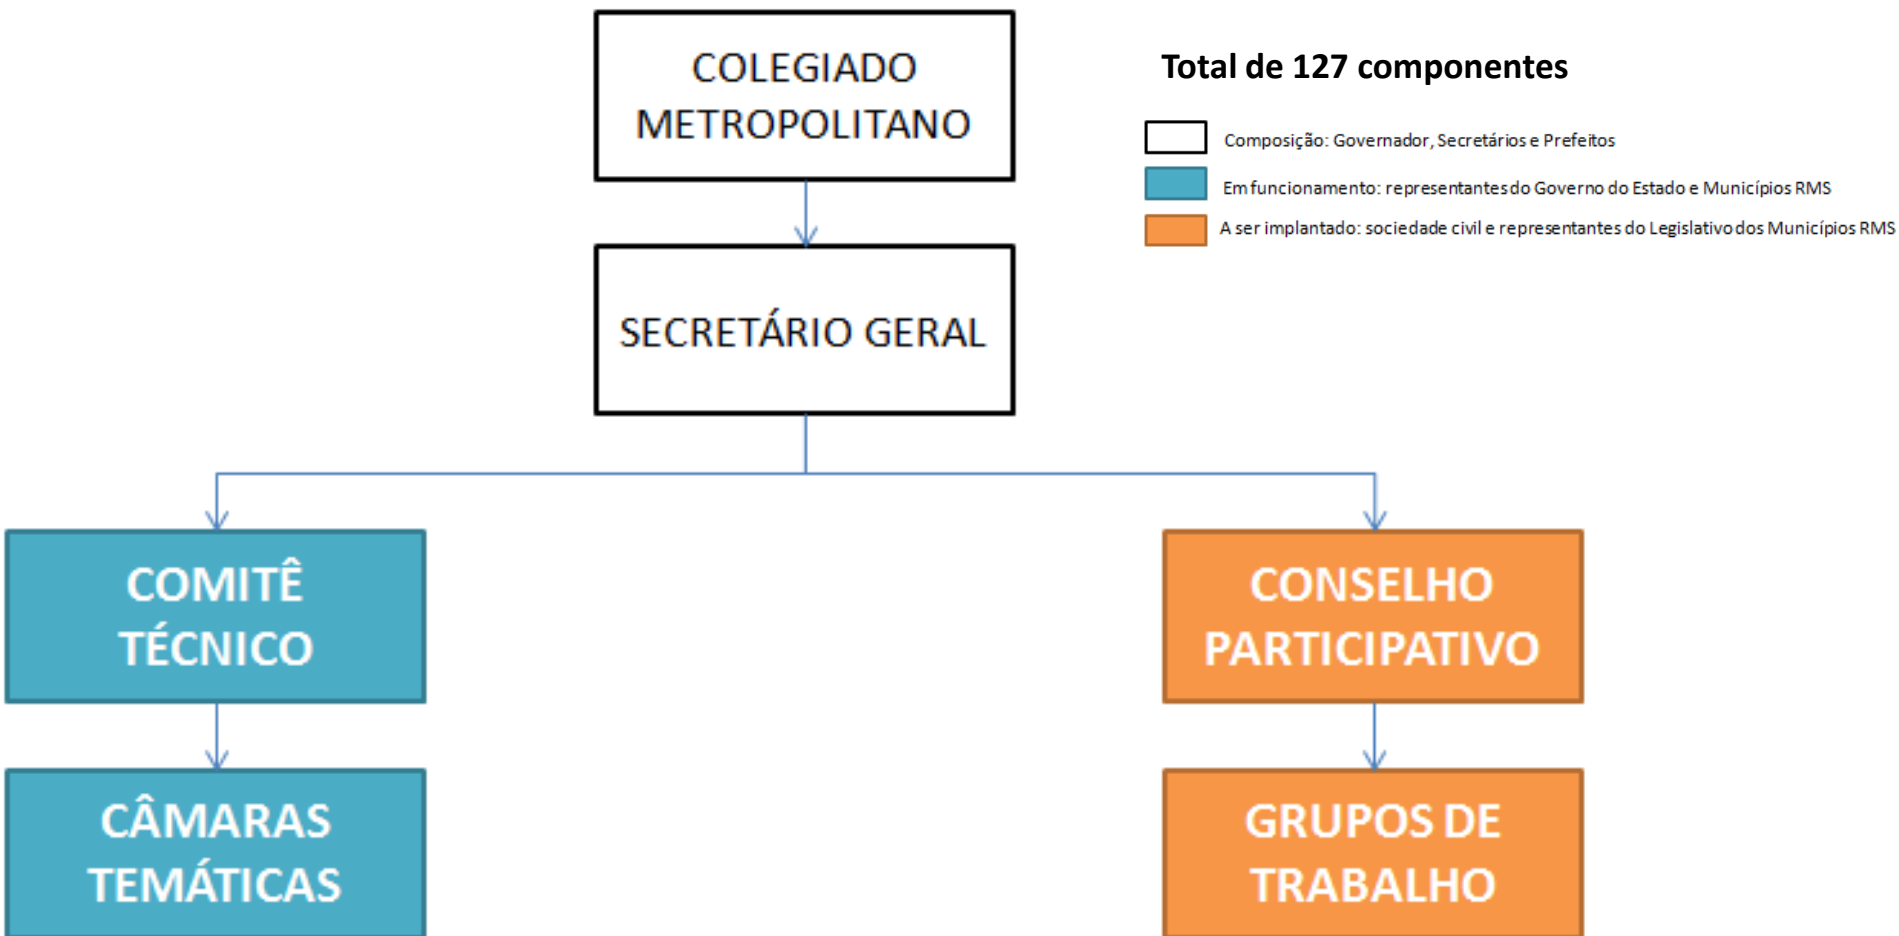 COLEGIADO
METROPOLITANO
Total de 127 componentes
Composição: Governador, Secretários e Prefeitos
Em funcionamento: representantes do Governo do Estado e Municípios RMS
A ser implantado: sociedade civil e representantes do Legislativo dos Municípios RMS
SECRETÁRIO GERAL
COMITÊ
TÉCNICO
CONSELHO
PARTICIPATIVO
CÂMARAS
TEMÁTICAS
GRUPOS DE
TRABALHO